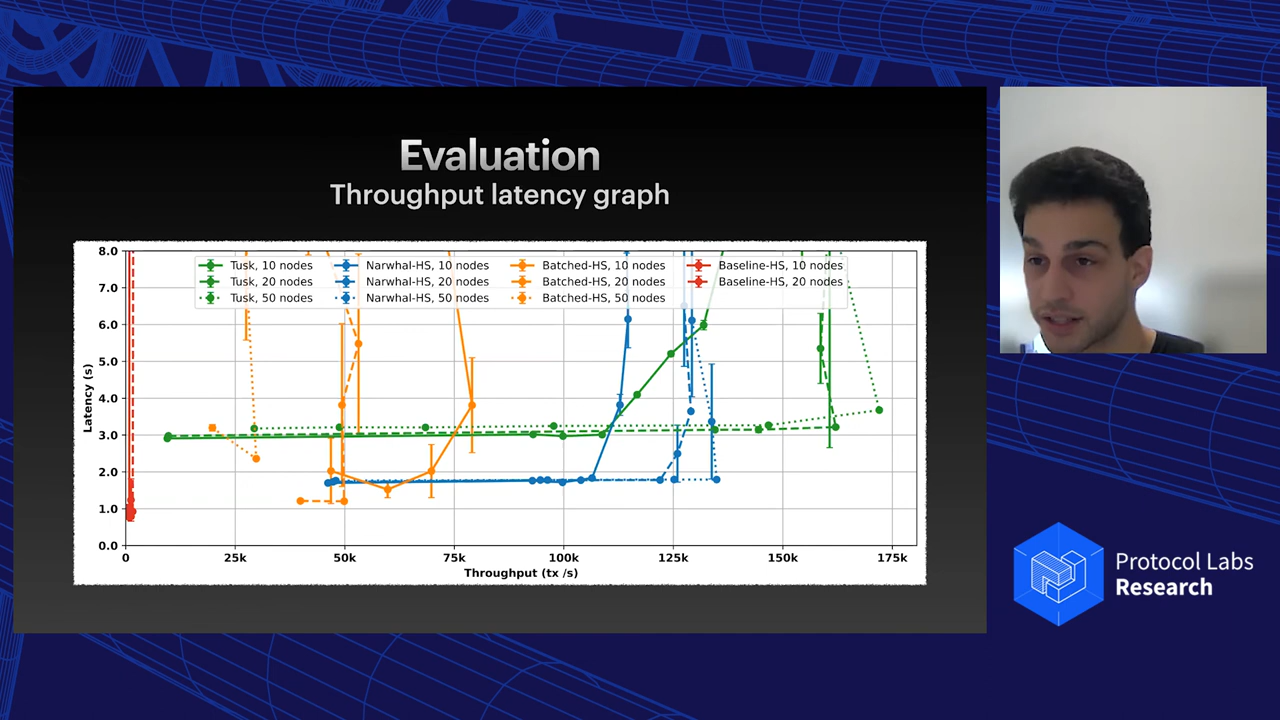 Evaluation
Throughput latency graph
Tusk, 10 nodes
Tusk, 20 nodes
Tusk, 50 nodes
Narwhal-HS, 10 nodes
Narwhal-HS, 20 nodes
Narwhal-HS, 50 nodes
Batched-HS, 10 nodes
Batched-HS, 20 nodes
Batched-HS, 50 nodes
Baseline-HS, 10 nodes
Baseline-HS, 20 nodes
8.0
7.0
6.0
5.0
4.0
3.0
2.0
1.0
0.0
Latency (s)
0 25k 50k 75k 100k 125k 150k 175k
Throughput (tx /s)
Protocol Labs
Research